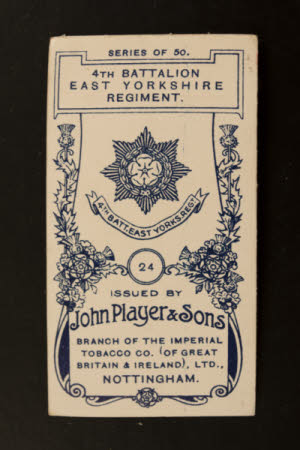 SERIES OF 50.
4TH BATTALION
EAST YORKSHIRE
REGIMENT.
4TH BATT. EAST YORKS. REGT
24
ISSUED BY
John Player & Sons
BRANCH OF THE IMPERIAL
TOBACCO CO. (OF GREAT
BRITAIN & IRELAND), LTD.,
NOTTINGHAM.